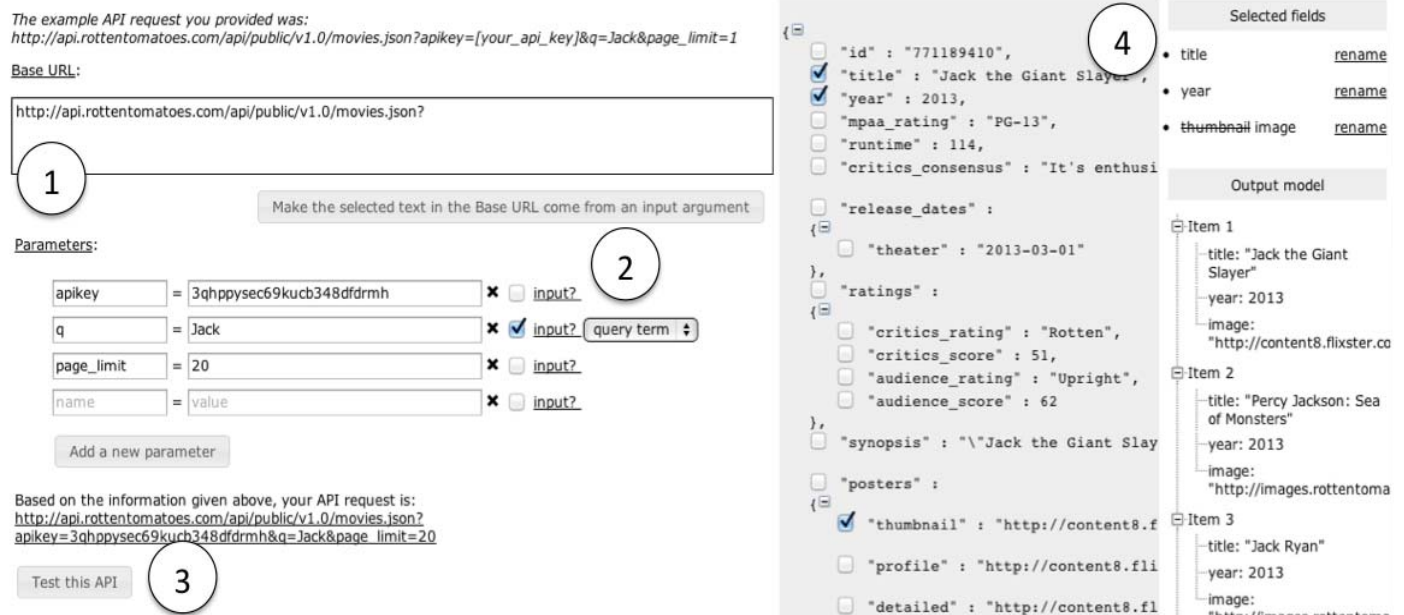 The example API request you provided was:
http://api.rottentomatoes.com/api/public/v1.0/movies.json?apikey=[your_api_key]&q=Jack&page_limit=1
Base URL:
http://api.rottentomatoes.com/api/public/v1.0/movies.json?
1
Make the selected text in the Base URL come from an input argument
Parameters:
2
apikey = 3qhppysec69kucb348dfdrmh ✖ input?
q = Jack ✖ input? query term
page_limit = 20 ✖ input?
name = value ✖ input?
Add a new parameter
Based on the information given above, your API request is:
http://api.rottentomatoes.com/api/public/v1.0/movies.json?
apikey=3qhppysec69kucb348dfdrmh&q=Jack&page_limit=20
Test this API
3
{
"id" : "771189410",
"title" : "Jack the Giant Slayer",
"year" : 2013,
"mpaa_rating" : "PG-13",
"runtime" : 114,
"critics_consensus" : "It's enthusi
"release_dates" :
{
"theater" : "2013-03-01"
},
"ratings" :
{
"critics_rating" : "Rotten",
"critics_score" : 51,
"audience_rating" : "Upright",
"audience_score" : 62
},
"synopsis" : "\"Jack the Giant Slay
"posters" :
{
"thumbnail" : "http://content8.f
"profile" : "http://content8.fli
"detailed" : "http://content8.fl
4
Selected fields
title rename
year rename
thumbnail image rename
Output model
Item 1
title: "Jack the Giant
Slayer"
year: 2013
image:
"http://content8.flixster.co
Item 2
title: "Percy Jackson: Sea
of Monsters"
year: 2013
image:
"http://images.rottentoma
Item 3
title: "Jack Ryan"
year: 2013
image: